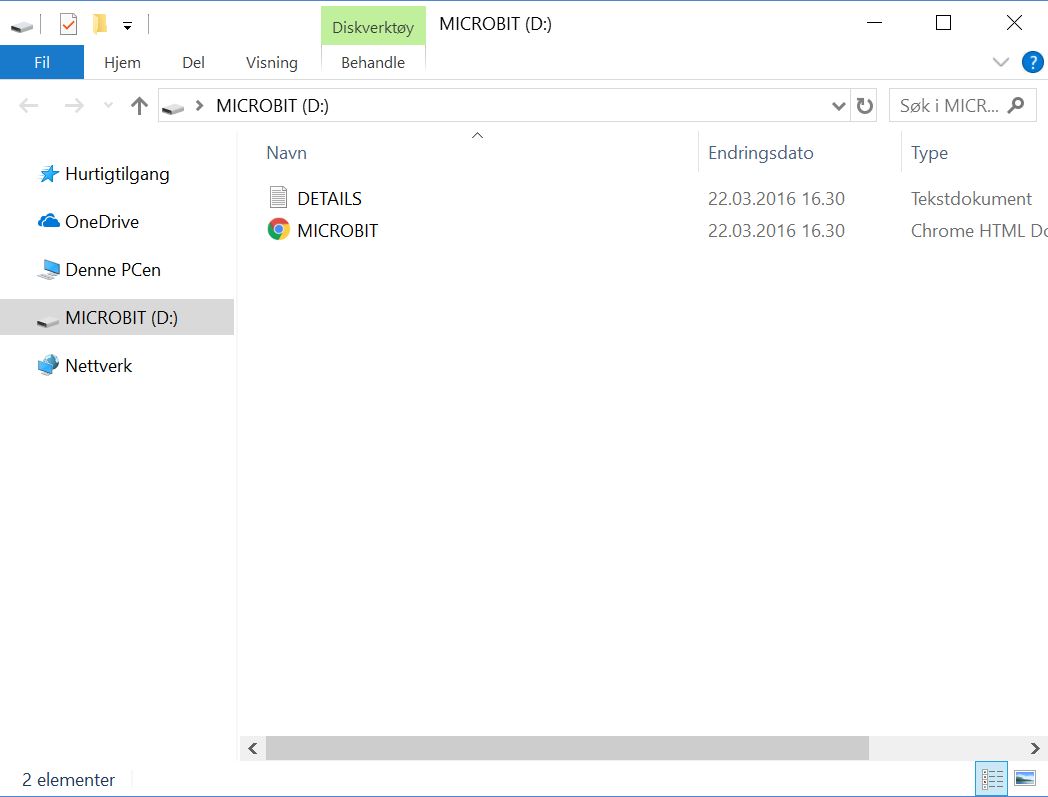 Diskverktøy MICROBIT (D:)
Fil Hjem Del Visning Behandle ?
MICROBIT (D:) Søk i MICR...
Navn Endringsdato Type
Hurtigtilgang
OneDrive
Denne PCen
MICROBIT (D:)
Nettverk
DETAILS 22.03.2016 16.30 Tekstdokument
MICROBIT 22.03.2016 16.30 Chrome HTML Do
2 elementer